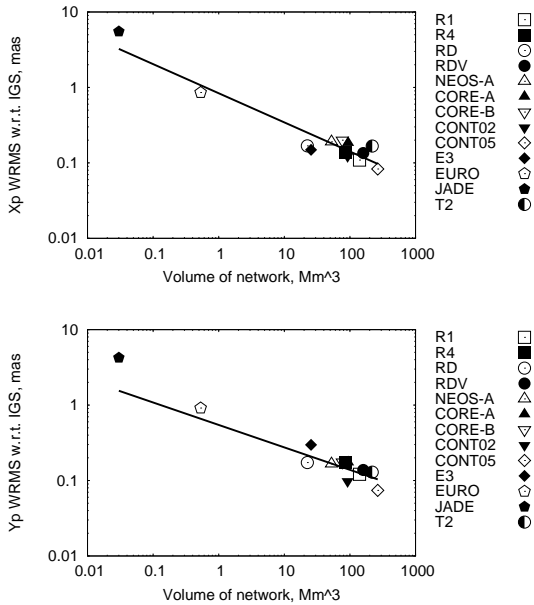 10
1
0.1
0.01
0.01
0.1
1
10
100
1000
Xp WRMS w.r.t. IGS, mas
Volume of network, Mm^3
R1
R4
RD
RDV
NEOS-A
CORE-A
CORE-B
CONT02
CONT05
E3
EURO
JADE
T2
10
1
0.1
0.01
0.01
0.1
1
10
100
1000
Yp WRMS w.r.t. IGS, mas
Volume of network, Mm^3
R1
R4
RD
RDV
NEOS-A
CORE-A
CORE-B
CONT02
CONT05
E3
EURO
JADE
T2